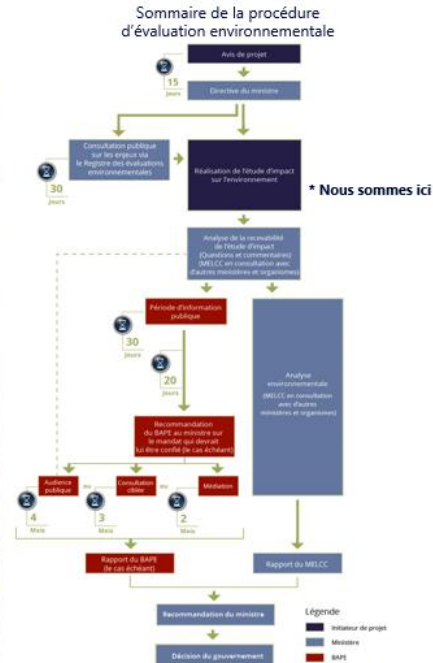 Sommaire de la procédure
d'évaluation environnementale
Avis de projet
15
Jours
Directive du ministre
Consultation publique
sur les enjeux via
le Registre des évaluations
environnementales
30
Jours
Réalisation de l'étude d'impact
sur l'environnement
* Nous sommes ici
Analyse de la recevabilité
de l'étude d'impact
(Questions et commentaires)
(MELCC en consultation avec
d'autres ministères et organismes)
Période d'information
publique
30
Jours
20
Jours
Analyse
environnementale
(MELCC en consultation
avec d'autres
ministères et organismes)
Recommandation
du BAPE au ministre sur
le mandat qui devrait
lui être confié (le cas échéant)
Audience
publique
ou
Consultation
ciblée
ou
Médiation
4
Mois
3
Mois
2
Mois
Rapport du BAPE
(le cas échéant)
Rapport du MELCC
Recommandation du ministre
Décision du gouvernement
Légende
Initiateur de projet
Ministère
BAPE